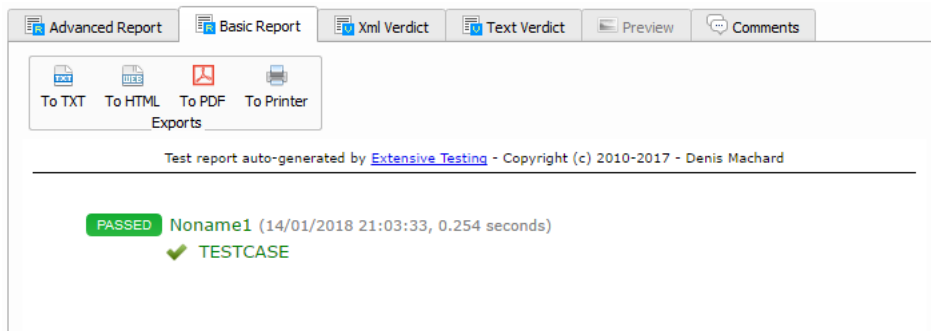 Advanced Report Basic Report Xml Verdict Text Verdict Preview Comments
TXT WEB
To TXT To HTML To PDF To Printer
Exports
Test report auto-generated by Extensive Testing - Copyright (c) 2010-2017 - Denis Machard
PASSED Noname1 (14/01/2018 21:03:33, 0.254 seconds)
TESTCASE